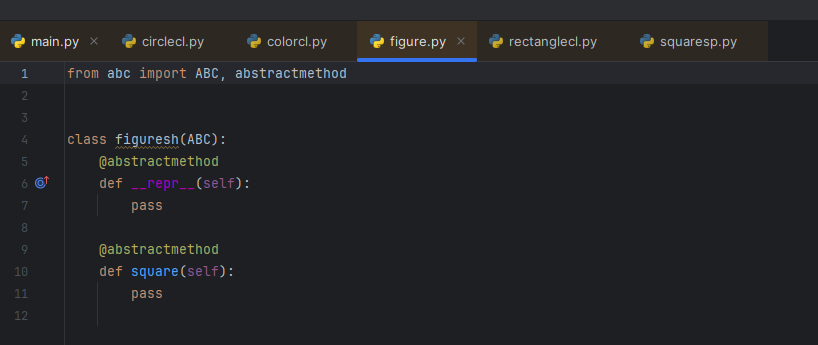 main.py
circlecl.py
colorcl.py
figure.py
rectanglecl.py
squaresp.py
1 from abc import ABC, abstractmethod
2
3
4 class figuresh(ABC):
5     @abstractmethod
6     def __repr__(self):
7         pass
8
9     @abstractmethod
10     def square(self):
11         pass
12